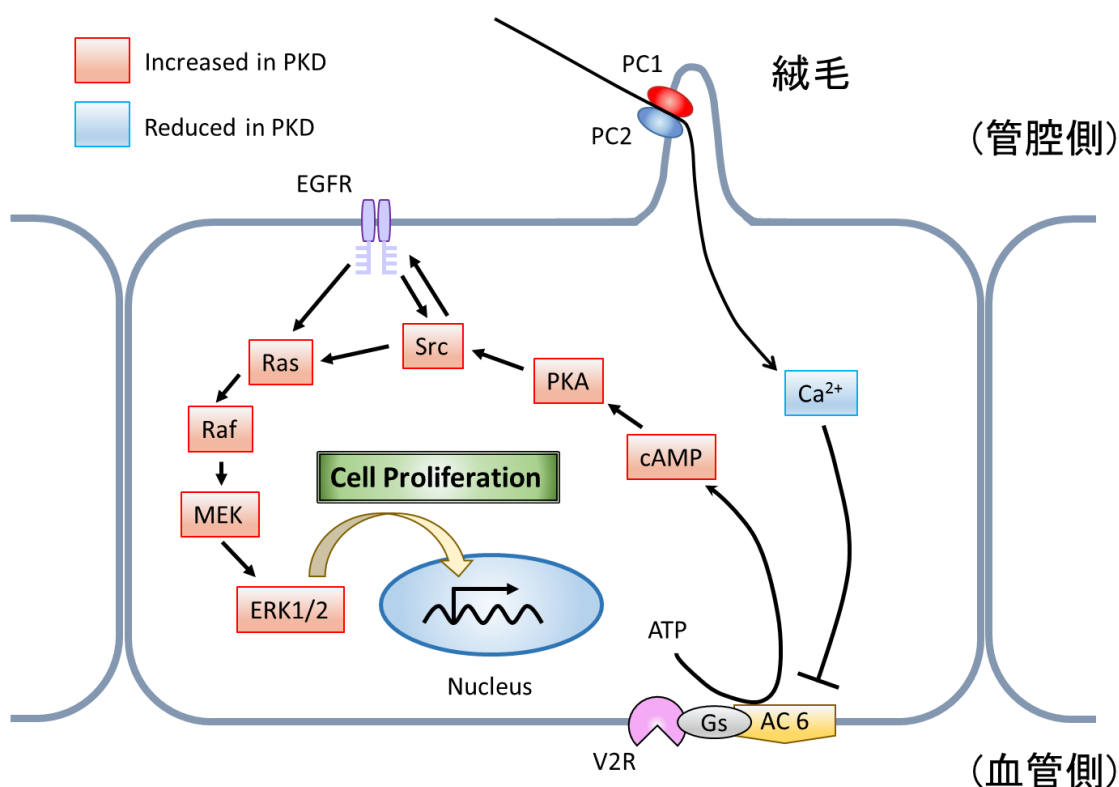 Increased in PKD
Reduced in PKD
PC1
PC2
絨毛
(管腔側)
EGFR
Src
Ras
PKA
Ca²⁺
Raf
cAMP
Cell Proliferation
MEK
ERK1/2
ATP
Nucleus
Gs
AC 6
V2R
(血管側)